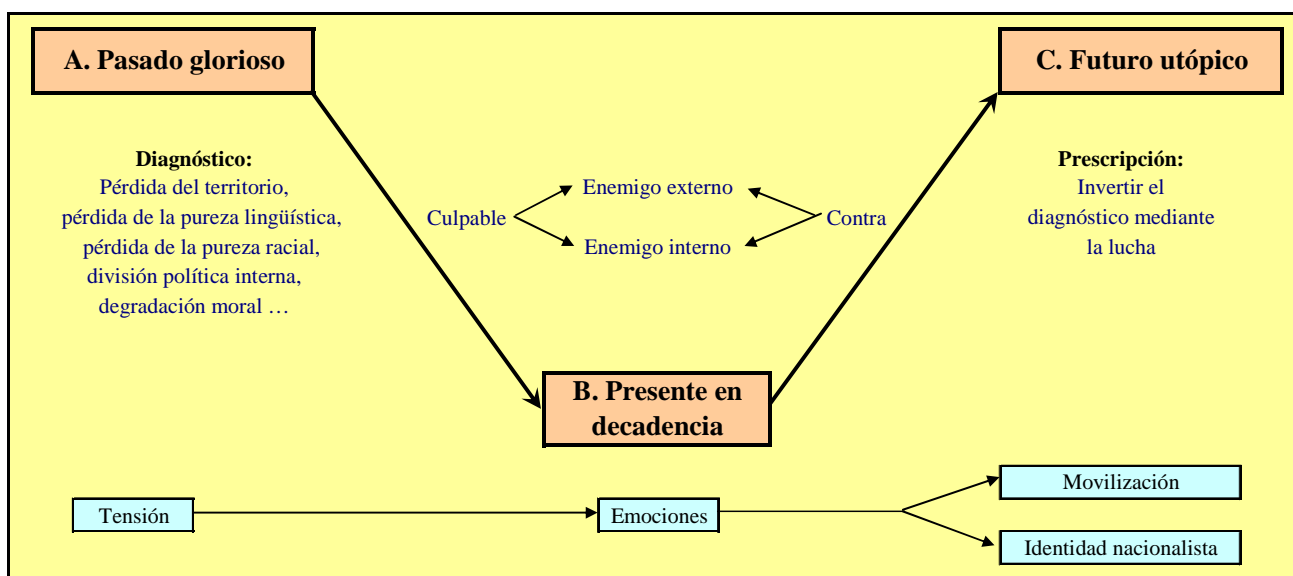 A. Pasado glorioso
C. Futuro utópico
Diagnóstico:
Pérdida del territorio,
pérdida de la pureza lingüística,
pérdida de la pureza racial,
división política interna,
degradación moral …
Culpable
Enemigo externo
Enemigo interno
Contra
Prescripción:
Invertir el
diagnóstico mediante
la lucha
B. Presente en
decadencia
Tensión
Emociones
Movilización
Identidad nacionalista